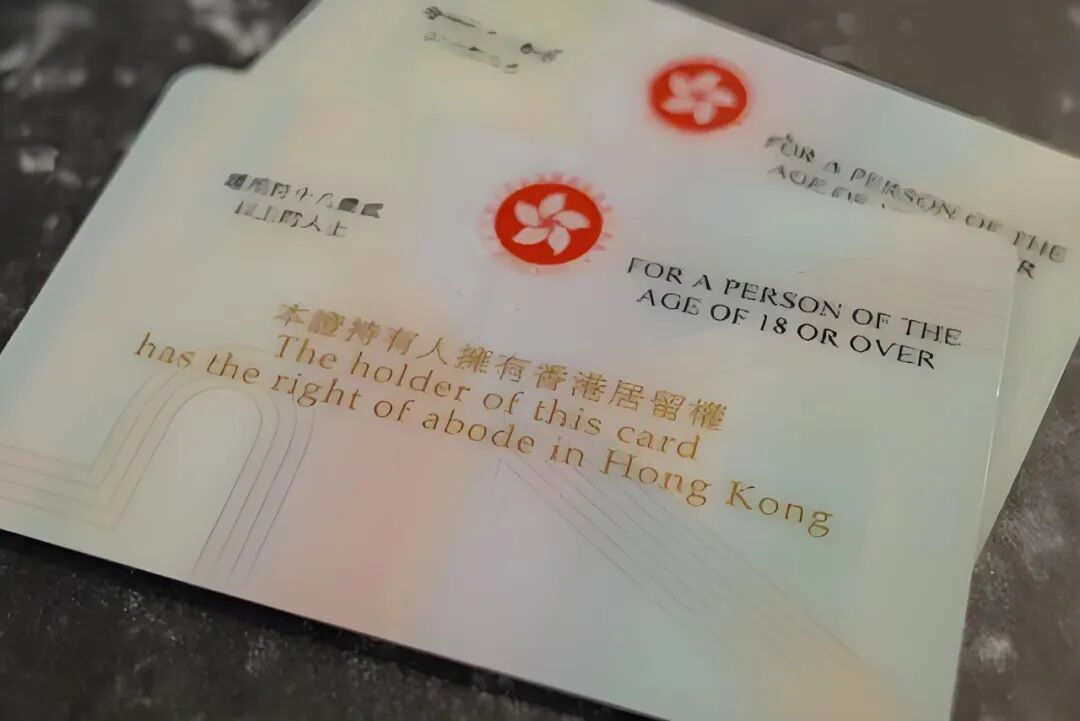 FOR A PERSON OF THE
AGE OF
FOR A PERSON OF THE
AGE OF 18 OR OVER
本證持有人擁有香港居留權
The holder of this card
has the right of abode in Hong Kong